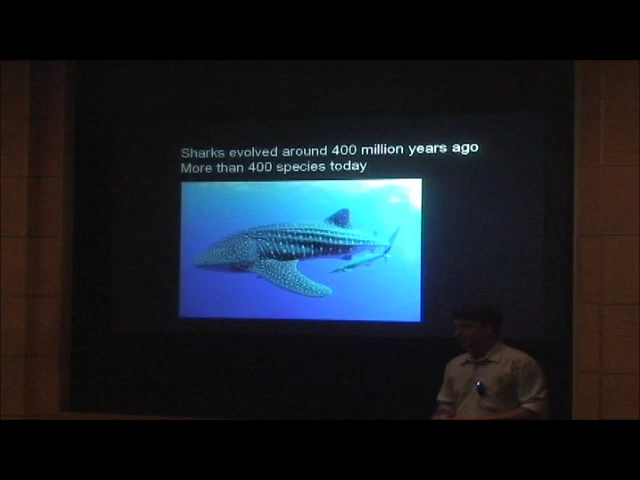 Sharks evolved around 400 million years ago
More than 400 species today